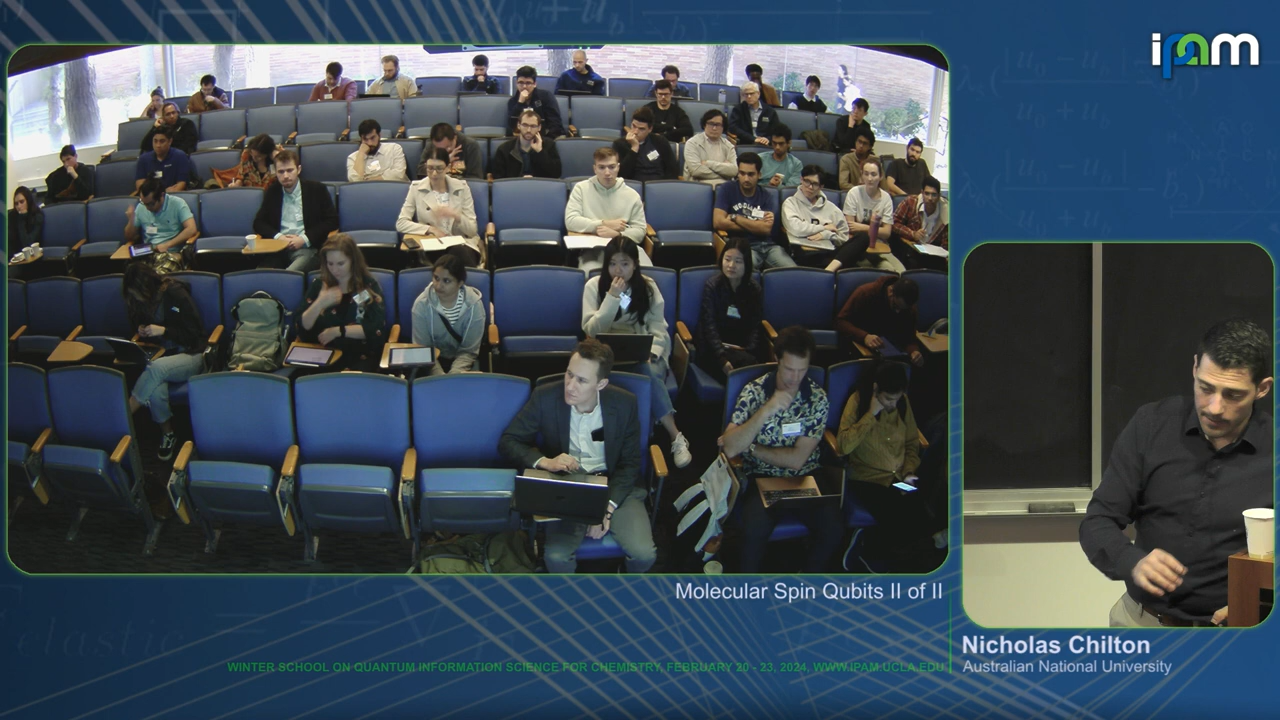 ipam
Molecular Spin Qubits II of II
Nicholas Chilton
Australian National University
WINTER SCHOOL ON QUANTUM INFORMATION SCIENCE FOR CHEMISTRY, FEBRUARY 20 - 23, 2024, WWW.IPAM.UCLA.EDU
elastic